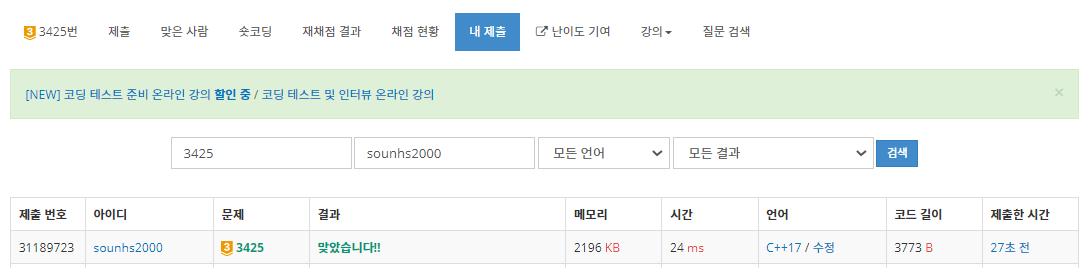 3 3425번 제출 맞은 사람 숏코딩 재채점 결과 채점 현황 내 제출 난이도 기여 강의 질문 검색
[NEW] 코딩 테스트 준비 온라인 강의 할인 중 / 코딩 테스트 및 인터뷰 온라인 강의 ×
3425 sounhs2000 모든 언어 모든 결과 검색
제출 번호 아이디 문제 결과 메모리 시간 언어 코드 길이 제출한 시간
31189723 sounhs2000 3 3425 맞았습니다!! 2196 KB 24 ms C++17 / 수정 3773 B 27초 전